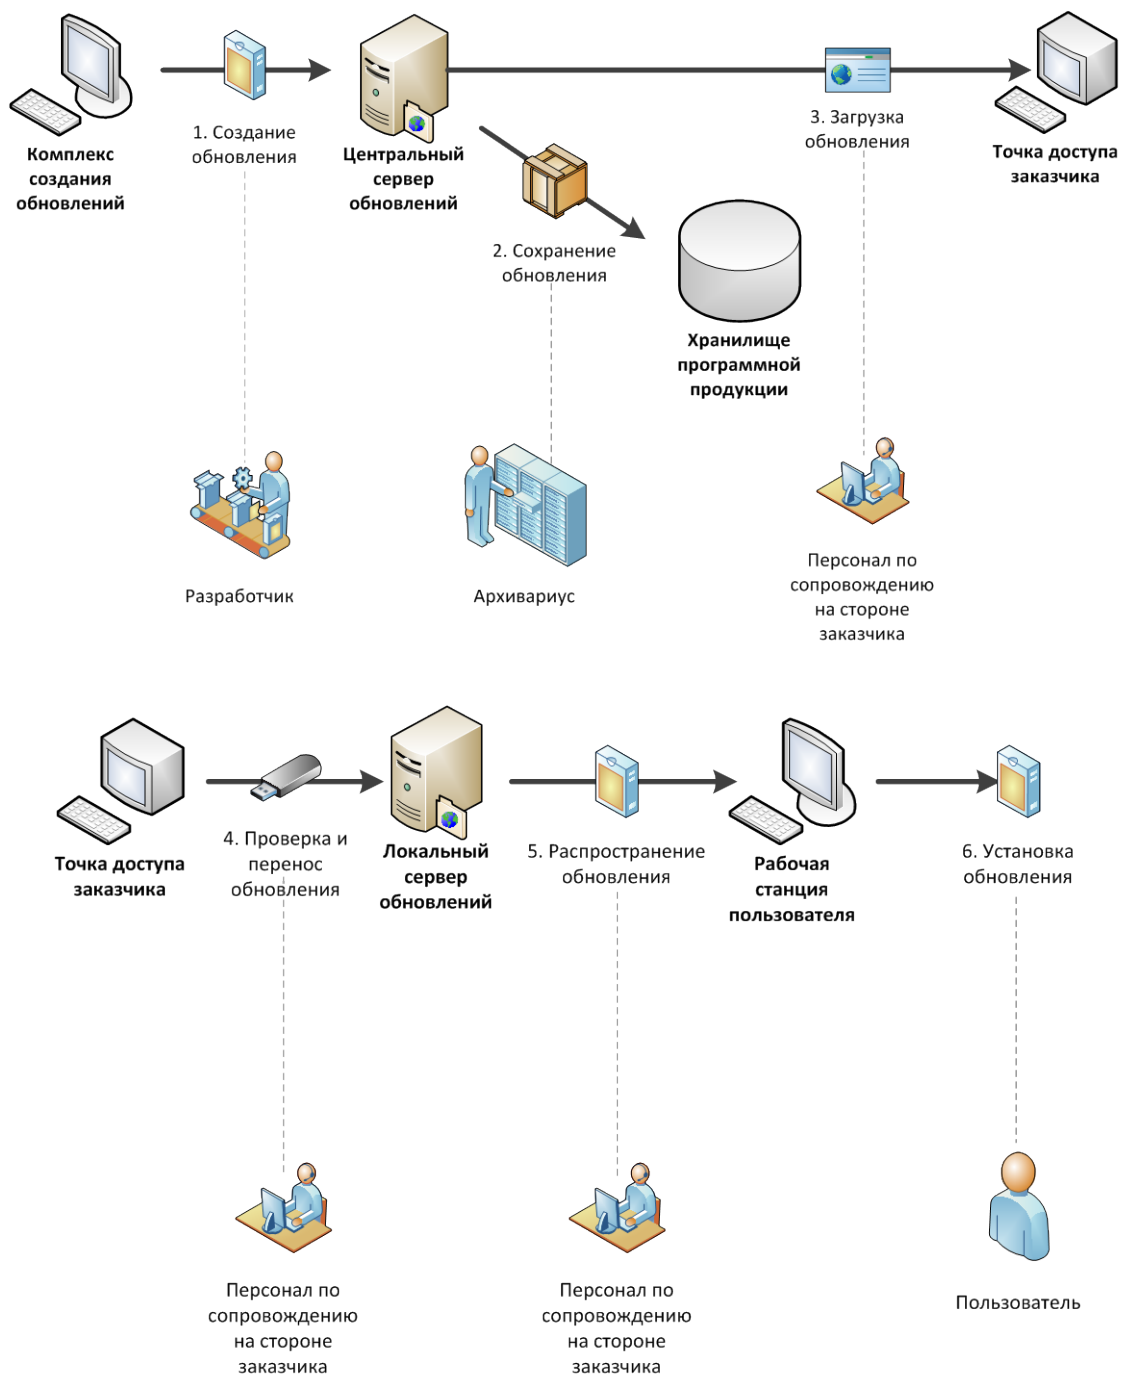 1. Создание
обновления
3. Загрузка
обновления
Комплекс
создания
обновлений
Центральный
сервер
обновлений
Точка доступа
заказчика
2. Сохранение
обновления
Хранилище
программной
продукции
Разработчик
Архивариус
Персонал по
сопровождению
на стороне
заказчика
Точка доступа
заказчика
4. Проверка и
перенос
обновления
Локальный
сервер
обновлений
5. Распространение
обновления
Рабочая
станция
пользователя
6. Установка
обновления
Персонал по
сопровождению
на стороне
заказчика
Персонал по
сопровождению
на стороне
заказчика
Пользователь